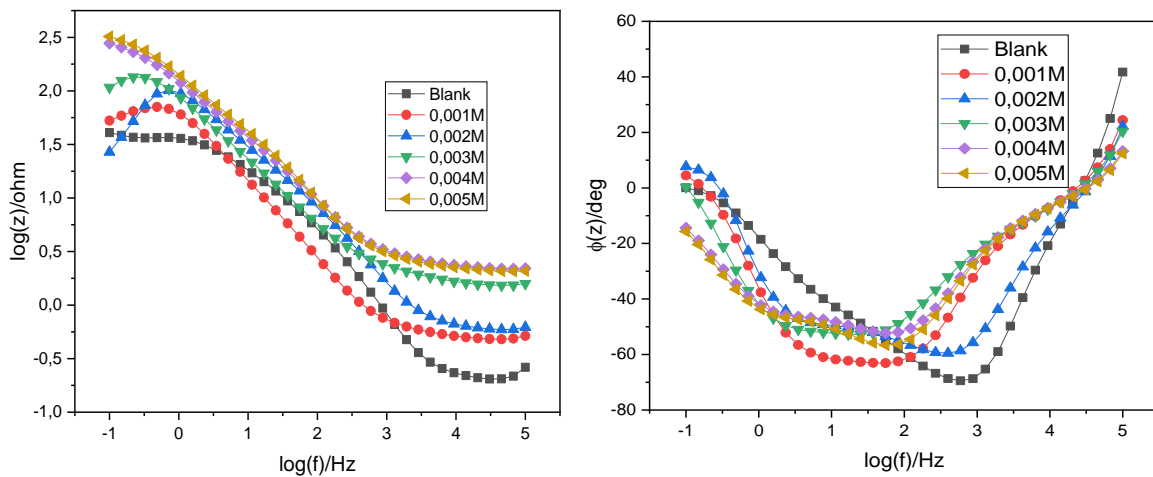 2,5
2,0
1,5
1,0
0,5
0,0
-0,5
-1,0
-1
0
1
2
3
4
5
log(z)/ohm
log(f)/Hz
Blank
0,001M
0,002M
0,003M
0,004M
0,005M
60
40
20
0
-20
-40
-60
-80
-1
0
1
2
3
4
5
ϕ(z)/deg
log(f)/Hz
Blank
0,001M
0,002M
0,003M
0,004M
0,005M